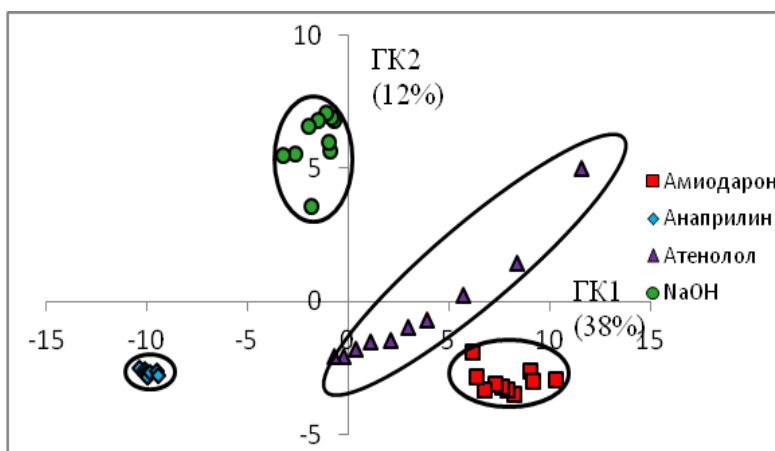 10
ГК2
(12%)
5
Амиодарон
Анаприлин
Атенолол
NaOH
0
ГК1
(38%)
-15
-10
-5
0
5
10
15
-5